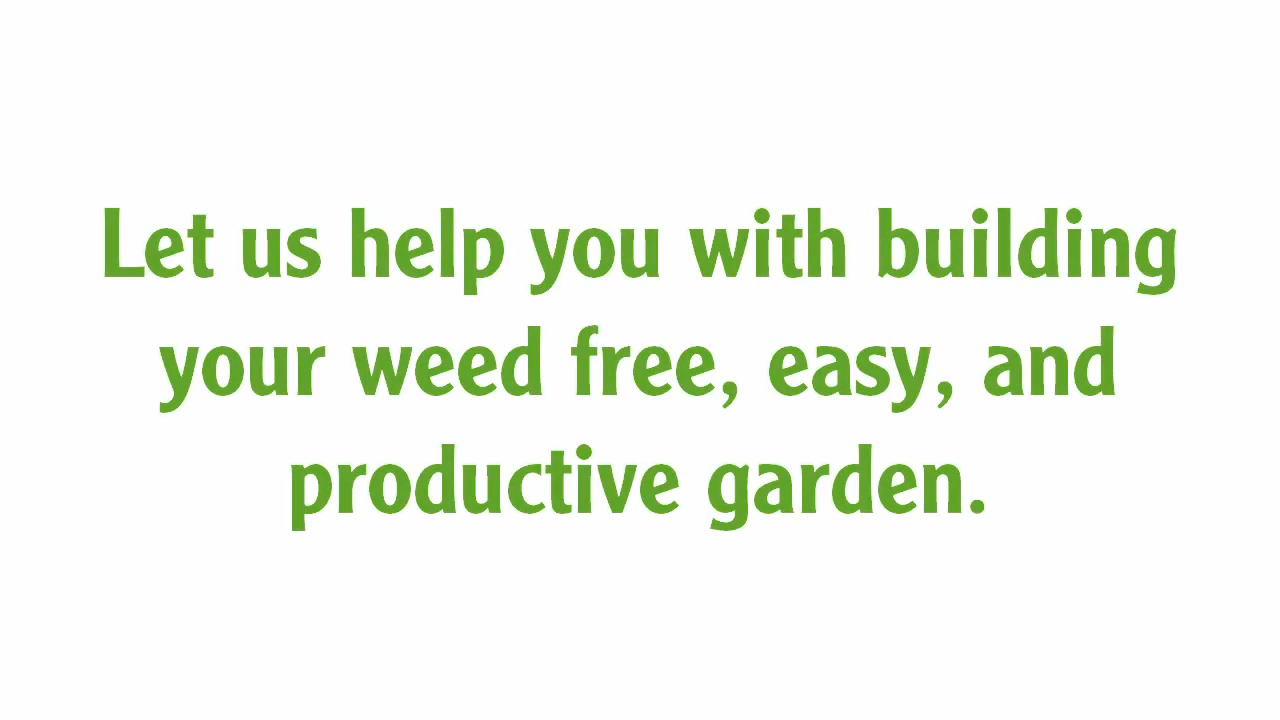 Let us help you with building
your weed free, easy, and
productive garden.